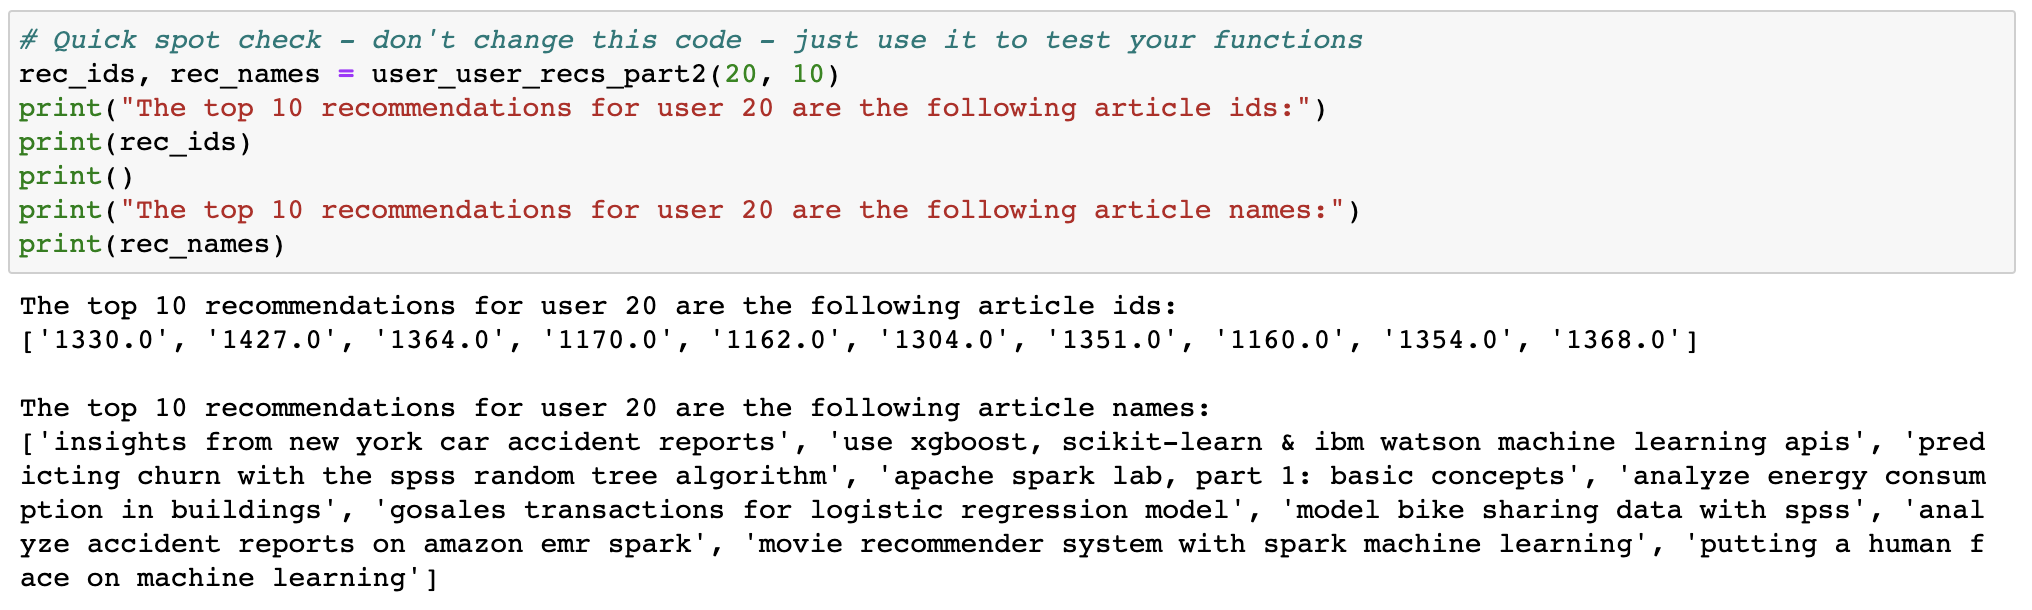 # Quick spot check - don't change this code - just use it to test your functions
rec_ids, rec_names = user_user_recs_part2(20, 10)
print("The top 10 recommendations for user 20 are the following article ids:")
print(rec_ids)
print()
print("The top 10 recommendations for user 20 are the following article names:")
print(rec_names)
The top 10 recommendations for user 20 are the following article ids:
['1330.0', '1427.0', '1364.0', '1170.0', '1162.0', '1304.0', '1351.0', '1160.0', '1354.0', '1368.0']
The top 10 recommendations for user 20 are the following article names:
['insights from new york car accident reports', 'use xgboost, scikit-learn & ibm watson machine learning apis', 'pred
icting churn with the spss random tree algorithm', 'apache spark lab, part 1: basic concepts', 'analyze energy consum
ption in buildings', 'gosales transactions for logistic regression model', 'model bike sharing data with spss', 'anal
yze accident reports on amazon emr spark', 'movie recommender system with spark machine learning', 'putting a human f
ace on machine learning']